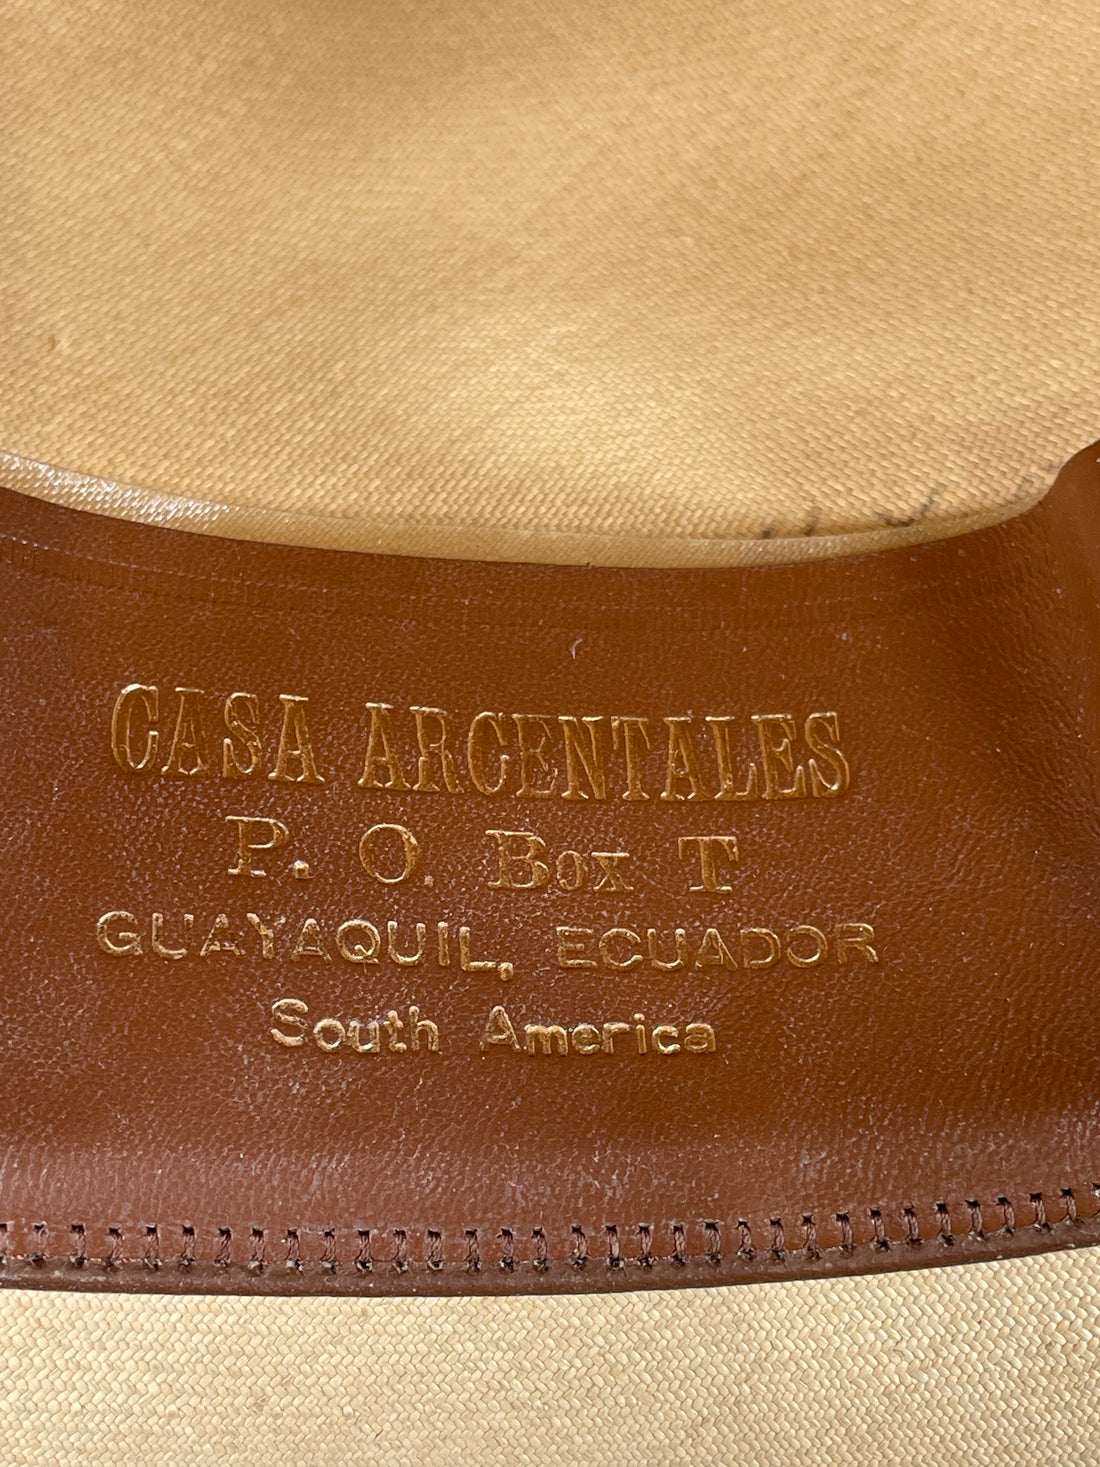 CASA ARCENTALES
P. O. Box T
GUAYAQUIL, ECUADOR
South America